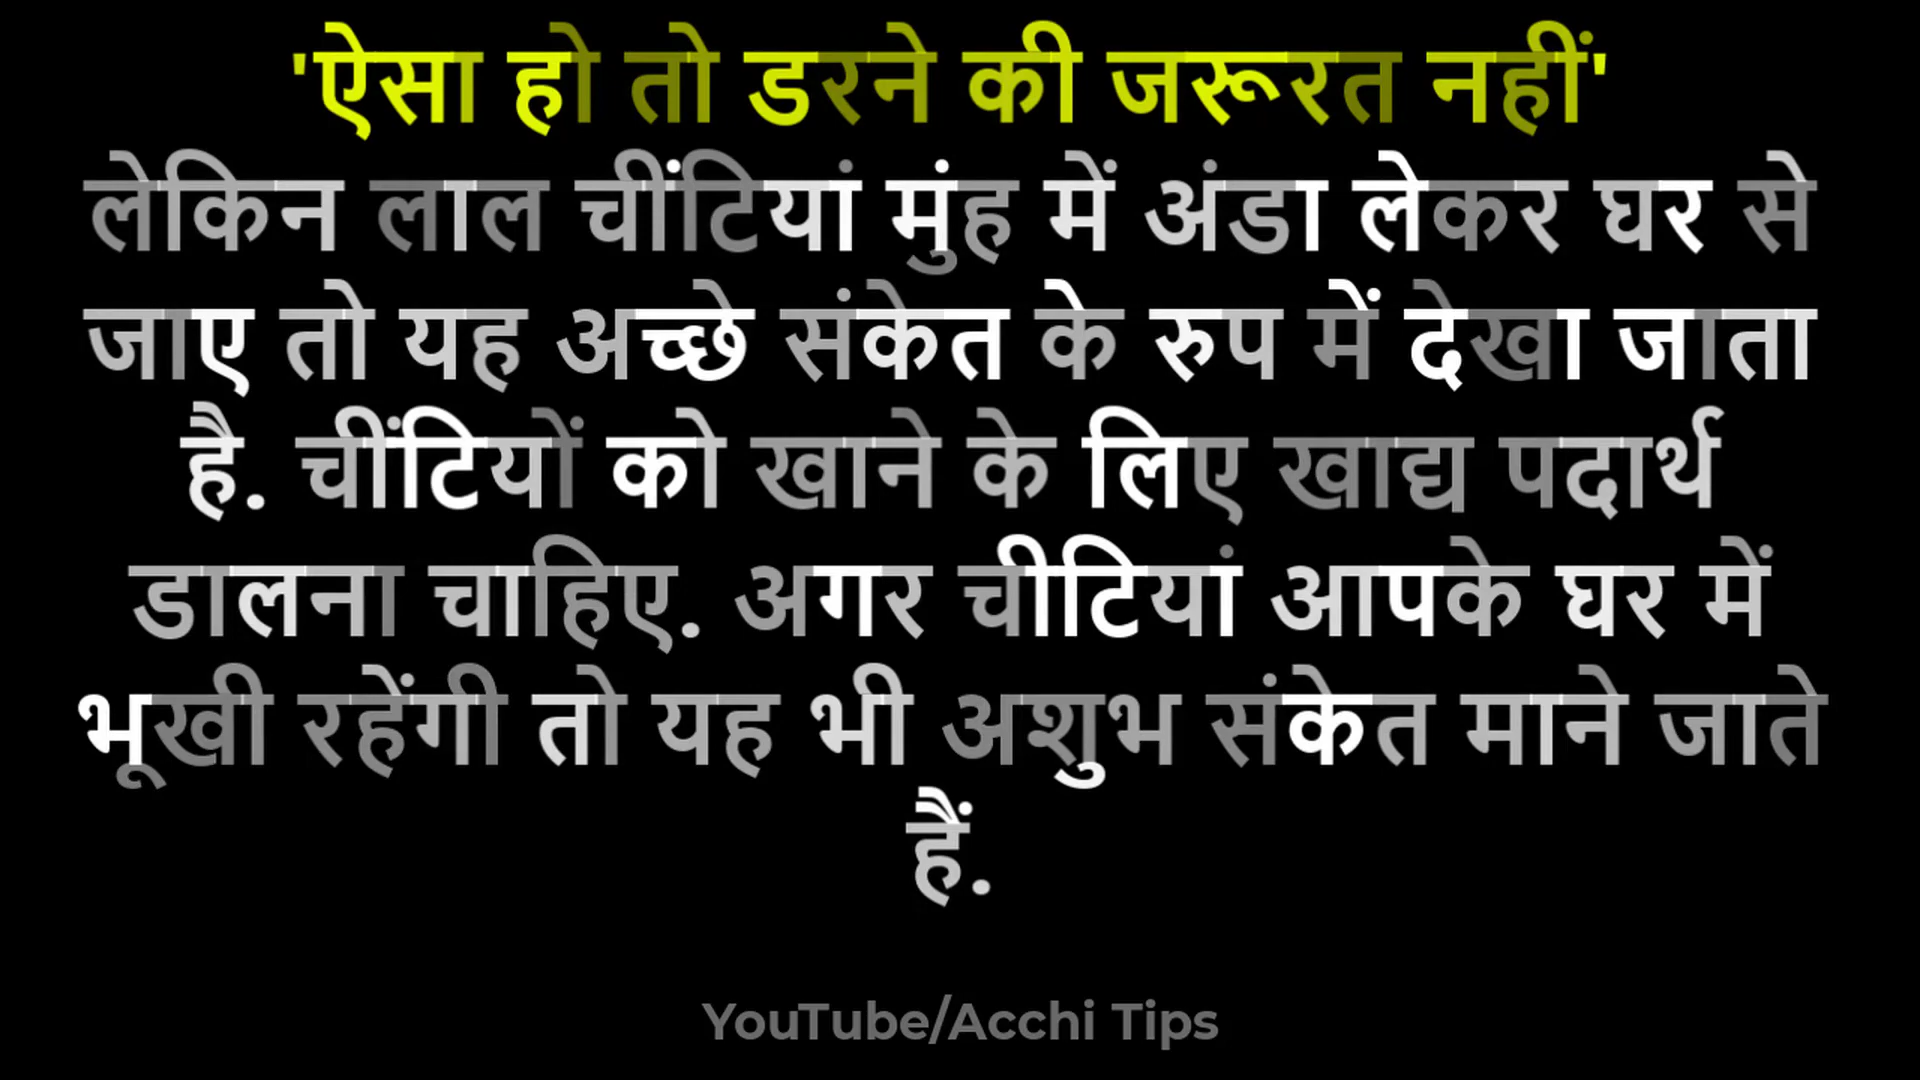 'ऐसा हो तो डरने की जरूरत नहीं'
लेकिन लाल चींटियां मुंह में अंडा लेकर घर से
जाए तो यह अच्छे संकेत के रुप में देखा जाता
है. चींटियों को खाने के लिए खाद्य पदार्थ
डालना चाहिए. अगर चीटियां आपके घर में
भूखी रहेंगी तो यह भी अशुभ संकेत माने जाते
हैं.
YouTube/Acchi Tips